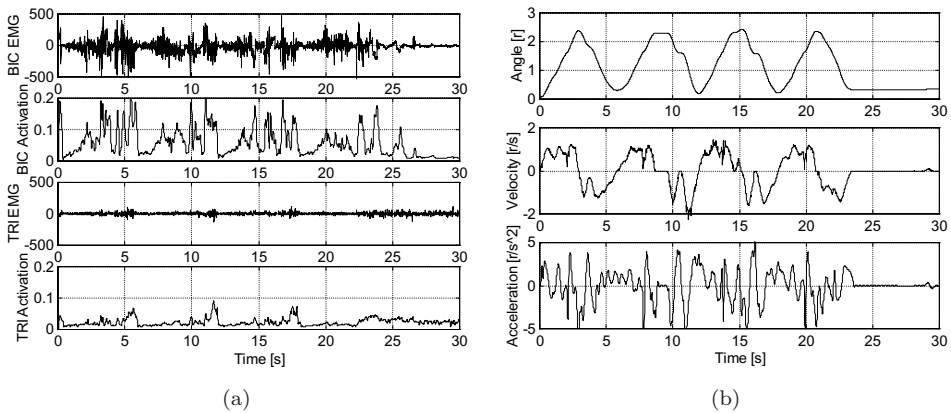 500
0
-500
BIC EMG
0 5 10 15 20 25 30
0.2
0.1
0
BIC Activation
0 5 10 15 20 25 30
500
0
-500
TRI EMG
0 5 10 15 20 25 30
0.2
0.1
0
TRI Activation
0 5 10 15 20 25 30
Time [s]
(a)
3
2
1
0
Angle [r]
0 5 10 15 20 25 30
2
0
-2
Velocity [r/s]
0 5 10 15 20 25 30
5
0
-5
Acceleration [r/s^2]
0 5 10 15 20 25 30
Time [s]
(b)